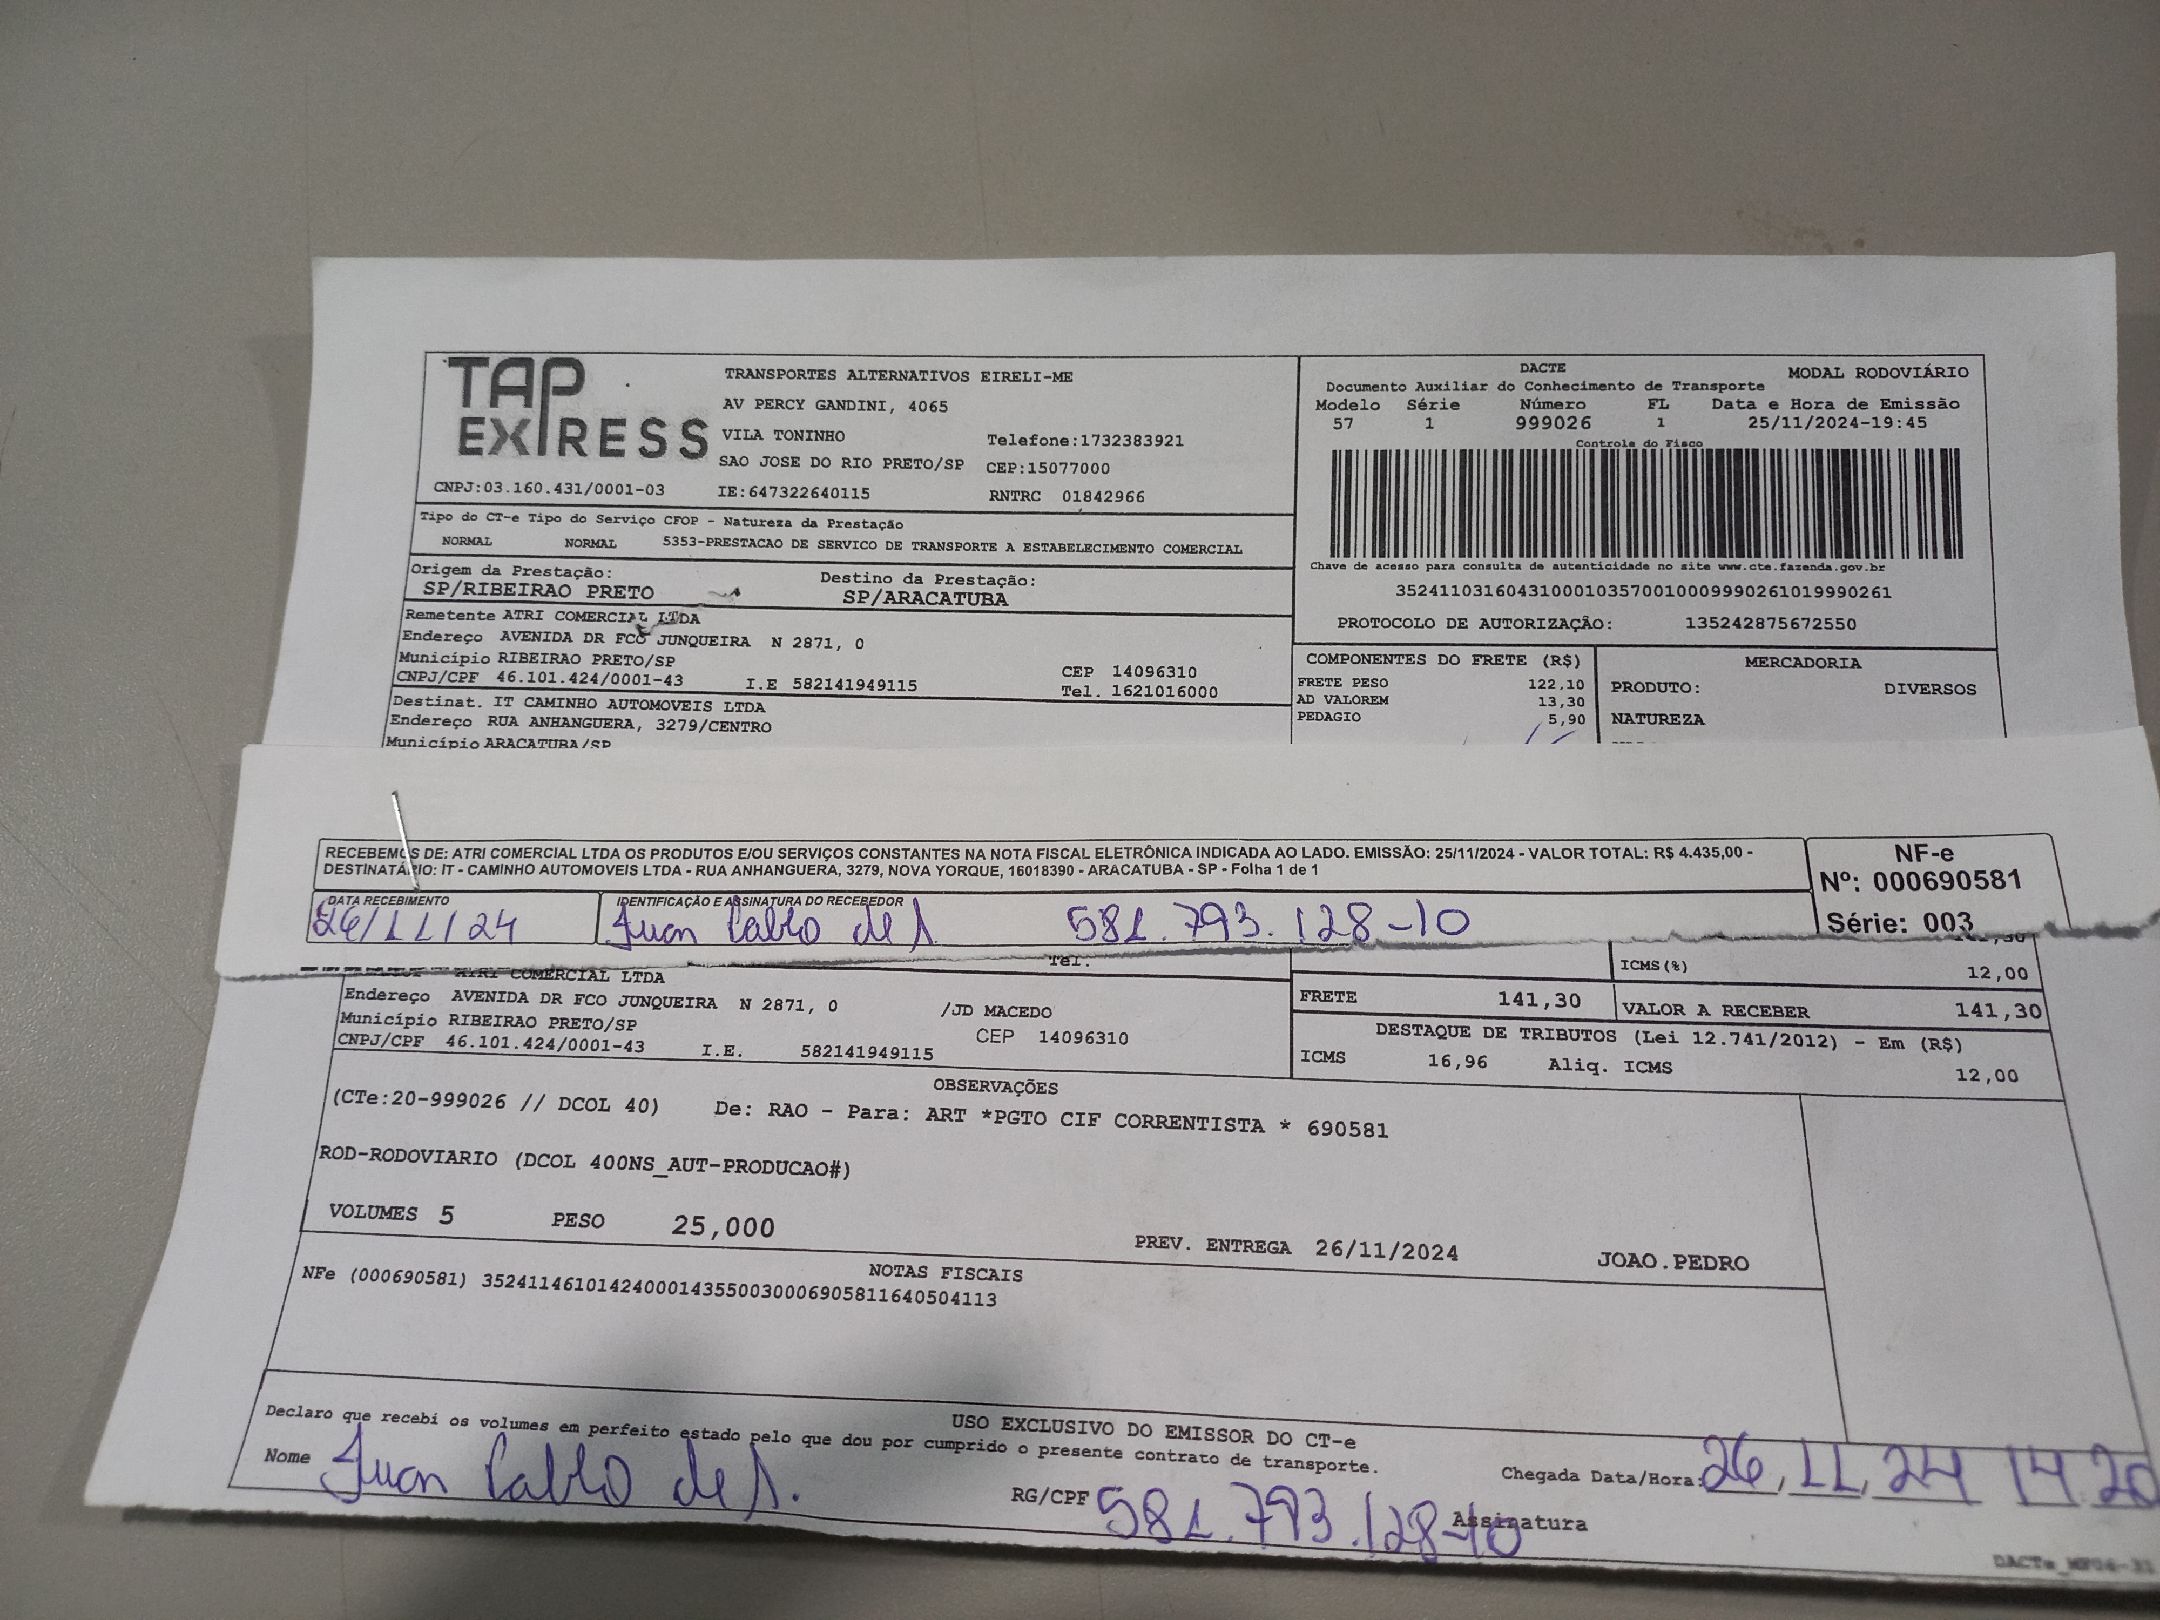 TAP EXPRESS
TRANSPORTES ALTERNATIVOS EIRELI-ME
AV PERCY GANDINI, 4065
VILA TONINHO Telefone:1732383921
SAO JOSE DO RIO PRETO/SP CEP:15077000
CNPJ:03.160.431/0001-03 IE:647322640115 RNTRC 01842966
DACTE MODAL RODOVIÁRIO
Documento Auxiliar do Conhecimento de Transporte
Modelo Série Número FL Data e Hora de Emissão
57 1 999026 1 25/11/2024-19:45
Controle do Fisco
Chave de acesso para consulta de autenticidade no site www.cte.fazenda.gov.br
35241103160431000103570010009990261019990261
PROTOCOLO DE AUTORIZAÇÃO: 135242875672550
Tipo do CT-e Tipo do Serviço CFOP - Natureza da Prestação
NORMAL NORMAL 5353-PRESTACAO DE SERVICO DE TRANSPORTE A ESTABELECIMENTO COMERCIAL
Origem da Prestação: Destino da Prestação:
SP/RIBEIRAO PRETO SP/ARACATUBA
Remetente ATRI COMERCIAL LTDA
Endereço AVENIDA DR FCO JUNQUEIRA N 2871, 0
Município RIBEIRAO PRETO/SP CEP 14096310
CNPJ/CPF 46.101.424/0001-43 I.E 582141949115 Tel. 1621016000
Destinat. IT CAMINHO AUTOMOVEIS LTDA
Endereço RUA ANHANGUERA, 3279/CENTRO
Município ARACATUBA/SP
COMPONENTES DO FRETE (R$)
FRETE PESO 122,10
AD VALOREM 13,30
PEDAGIO 5,90
MERCADORIA
PRODUTO: DIVERSOS
NATUREZA
RECEBEMOS DE: ATRI COMERCIAL LTDA OS PRODUTOS E/OU SERVIÇOS CONSTANTES NA NOTA FISCAL ELETRÔNICA INDICADA AO LADO. EMISSÃO: 25/11/2024 - VALOR TOTAL: R$ 4.435,00 -
DESTINATÁRIO: IT - CAMINHO AUTOMOVEIS LTDA - RUA ANHANGUERA, 3279, NOVA YORQUE, 16018390 - ARACATUBA - SP - Folha 1 de 1
NF-e
Nº: 000690581
Série: 003
DATA RECEBIMENTO IDENTIFICAÇÃO E ASSINATURA DO RECEBEDOR
26/11/24 Juan Pablo de S 581.793.128-10
Tel.
ATRI COMERCIAL LTDA
Endereço AVENIDA DR FCO JUNQUEIRA N 2871, 0 /JD MACEDO
Município RIBEIRAO PRETO/SP CEP 14096310
CNPJ/CPF 46.101.424/0001-43 I.E. 582141949115
ICMS(%) 12,00
FRETE 141,30 VALOR A RECEBER 141,30
DESTAQUE DE TRIBUTOS (Lei 12.741/2012) - Em (R$)
ICMS 16,96 Aliq. ICMS 12,00
OBSERVAÇÕES
(CTe:20-999026 // DCOL 40) De: RAO - Para: ART *PGTO CIF CORRENTISTA * 690581
ROD-RODOVIARIO (DCOL 400NS_AUT-PRODUCAO#)
VOLUMES 5 PESO 25,000 PREV. ENTREGA 26/11/2024 JOAO.PEDRO
NOTAS FISCAIS
NFe (000690581) 35241146101424000143550030006905811640504113
USO EXCLUSIVO DO EMISSOR DO CT-e
Declaro que recebi os volumes em perfeito estado pelo que dou por cumprido o presente contrato de transporte.
Nome Juan Pablo de S. RG/CPF 581.793.128-10 Assinatura
Chegada Data/Hora: 26, 11, 24 14 20